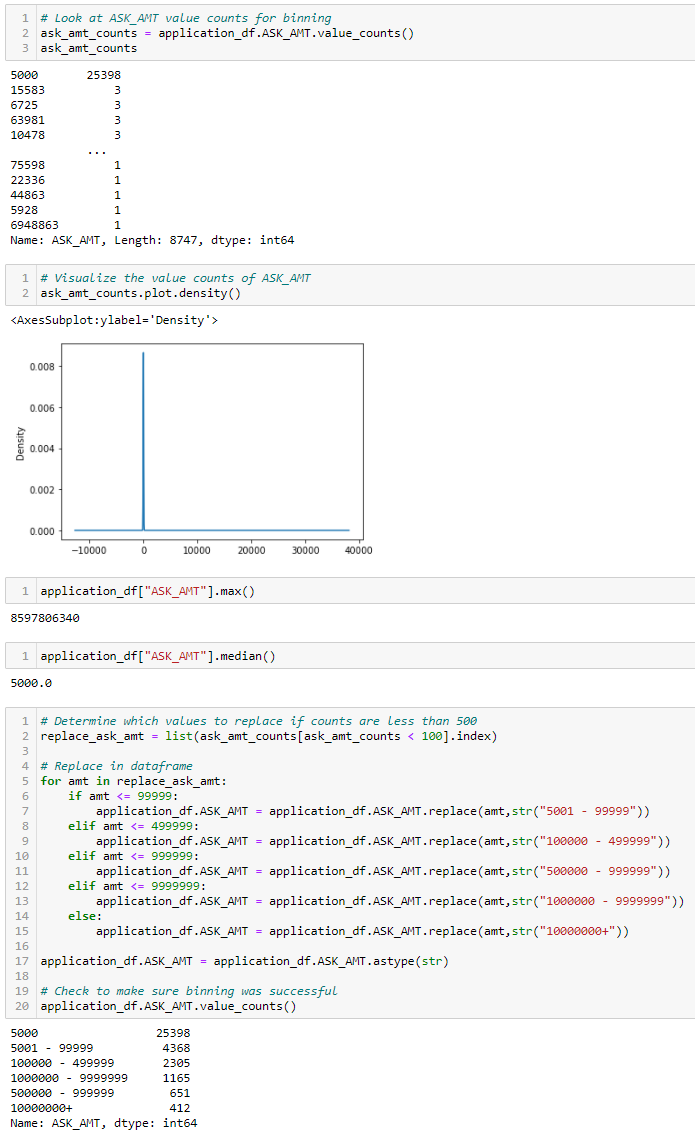 1 # Look at ASK_AMT value counts for binning
2 ask_amt_counts = application_df.ASK_AMT.value_counts()
3 ask_amt_counts
5000 25398
15583 3
6725 3
63981 3
10478 3
...
75598 1
22336 1
44863 1
5928 1
6948863 1
Name: ASK_AMT, Length: 8747, dtype: int64
1 # Visualize the value counts of ASK_AMT
2 ask_amt_counts.plot.density()
<AxesSubplot:ylabel='Density'>
0.008
0.006
0.004
0.002
0.000
Density
−10000 0 10000 20000 30000 40000
1 application_df["ASK_AMT"].max()
8597806340
1 application_df["ASK_AMT"].median()
5000.0
1 # Determine which values to replace if counts are less than 500
2 replace_ask_amt = list(ask_amt_counts[ask_amt_counts < 100].index)
3
4 # Replace in dataframe
5 for amt in replace_ask_amt:
6 if amt <= 99999:
7 application_df.ASK_AMT = application_df.ASK_AMT.replace(amt,str("5001 - 99999"))
8 elif amt <= 499999:
9 application_df.ASK_AMT = application_df.ASK_AMT.replace(amt,str("100000 - 499999"))
10 elif amt <= 999999:
11 application_df.ASK_AMT = application_df.ASK_AMT.replace(amt,str("500000 - 999999"))
12 elif amt <= 9999999:
13 application_df.ASK_AMT = application_df.ASK_AMT.replace(amt,str("1000000 - 9999999"))
14 else:
15 application_df.ASK_AMT = application_df.ASK_AMT.replace(amt,str("10000000+"))
16
17 application_df.ASK_AMT = application_df.ASK_AMT.astype(str)
18
19 # Check to make sure binning was successful
20 application_df.ASK_AMT.value_counts()
5000 25398
5001 - 99999 4368
100000 - 499999 2305
1000000 - 9999999 1165
500000 - 999999 651
10000000+ 412
Name: ASK_AMT, dtype: int64